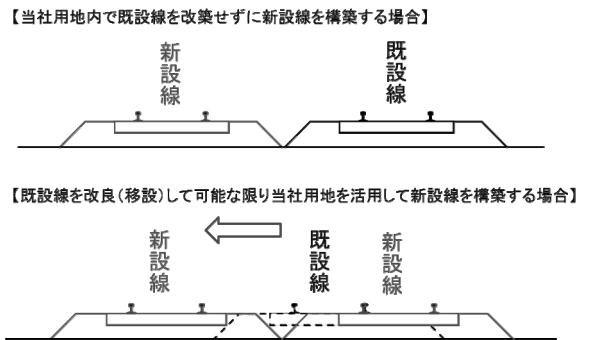 【当社用地内で既設線を改築せずに新設線を構築する場合】
新設線
既設線
【既設線を改良（移設）して可能な限り当社用地を活用して新設線を構築する場合】
新設線
既設線
新設線